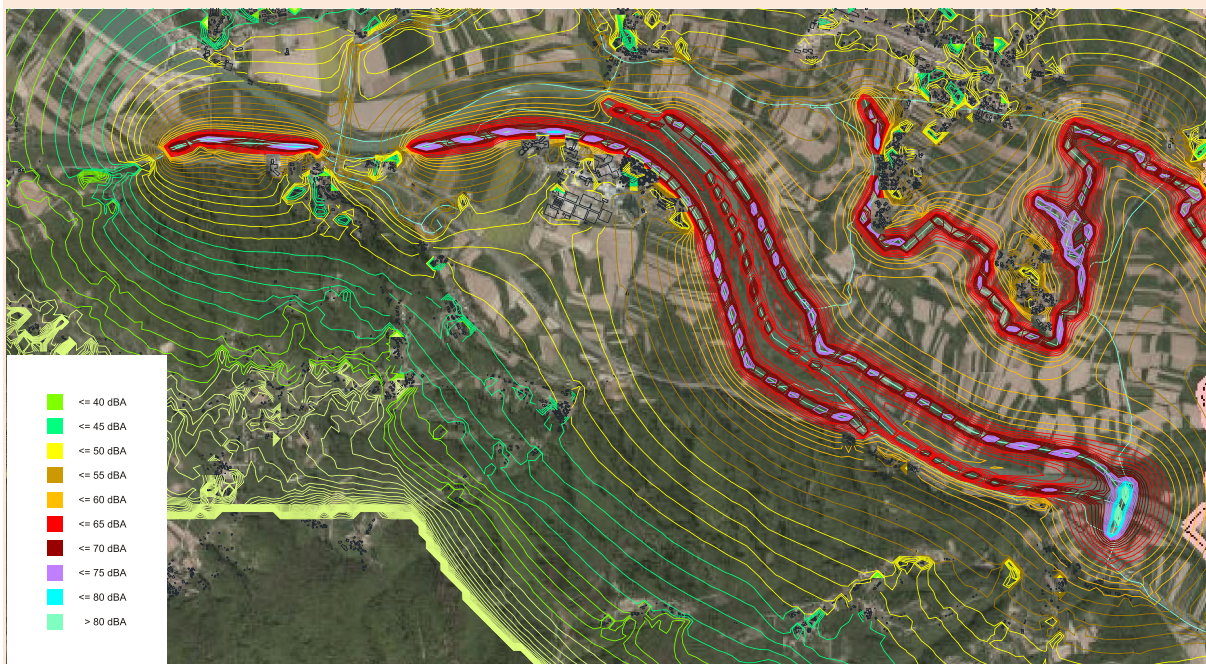 <= 40 dBA
<= 45 dBA
<= 50 dBA
<= 55 dBA
<= 60 dBA
<= 65 dBA
<= 70 dBA
<= 75 dBA
<= 80 dBA
> 80 dBA